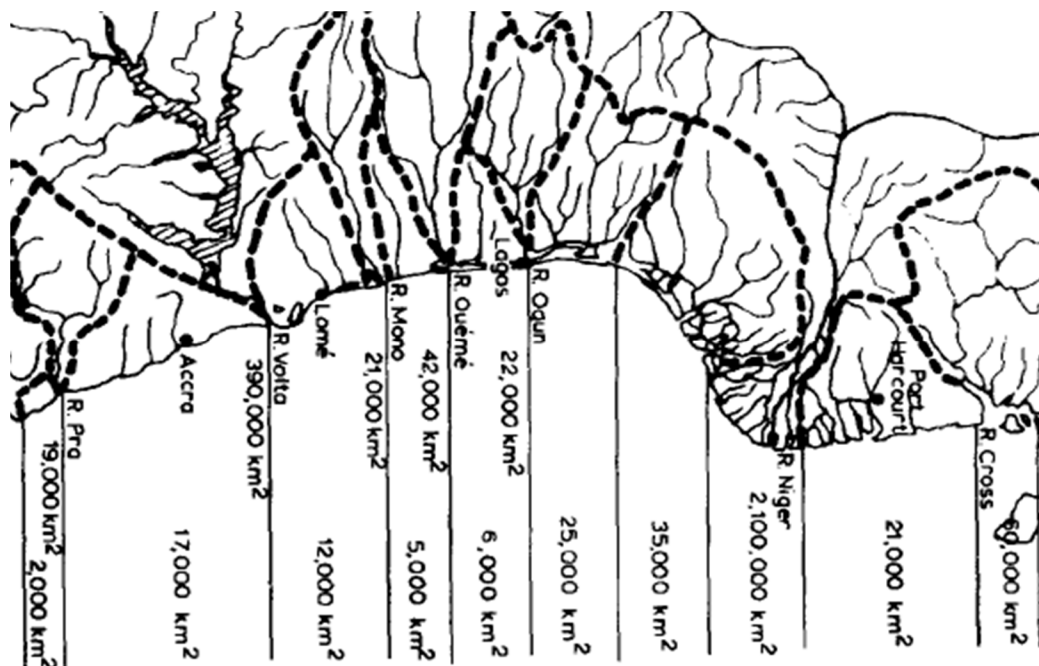 R. Pra
19,000 km²
2,000 km²
Accra
17,000 km²
R. Volta
390,000 km²
Lomé
12,000 km²
R. Mono
21,000 km²
5,000 km²
R. Ouémé
42,000 km²
6,000 km²
Lagos
R. Ogun
22,000 km²
25,000 km²
35,000 km²
R. Niger
2,100,000 km²
Port
Harcourt
21,000 km²
R. Cross
60,000 km²